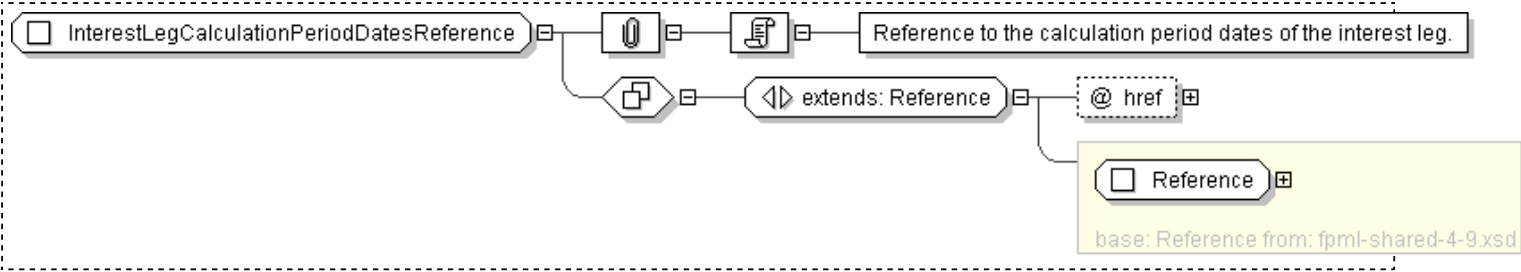 InterestLegCalculationPeriodDatesReference
Reference to the calculation period dates of the interest leg.
extends: Reference
@ href
Reference
base: Reference from: fpml-shared-4-9.xsd